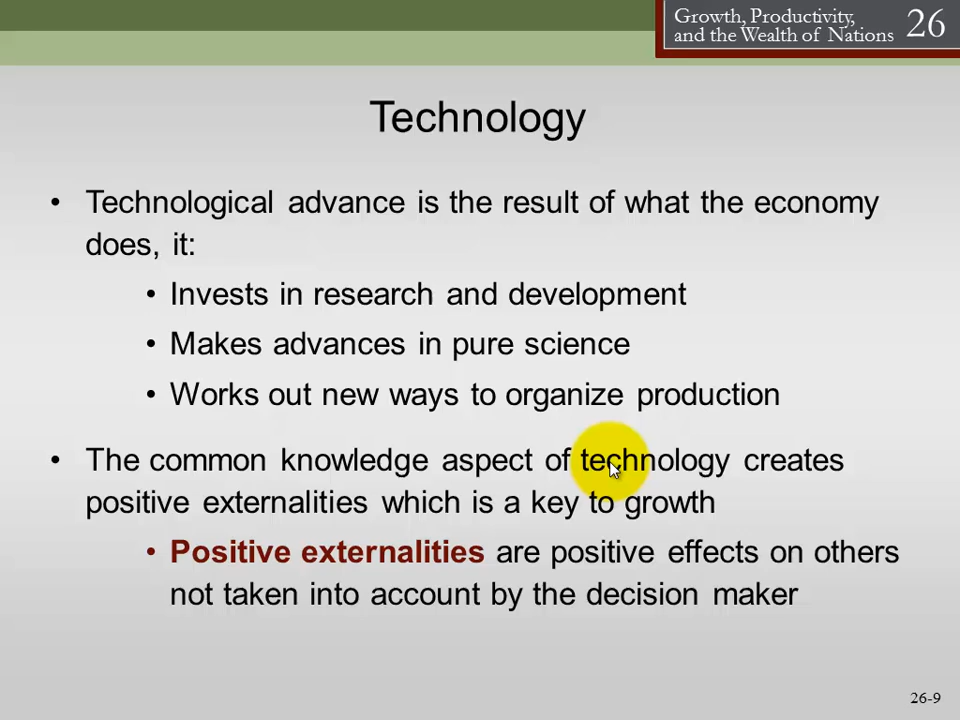 Growth, Productivity,
and the Wealth of Nations
26
Technology
• Technological advance is the result of what the economy
does, it:
• Invests in research and development
• Makes advances in pure science
• Works out new ways to organize production
• The common knowledge aspect of technology creates
positive externalities which is a key to growth
• Positive externalities are positive effects on others
not taken into account by the decision maker
26-9